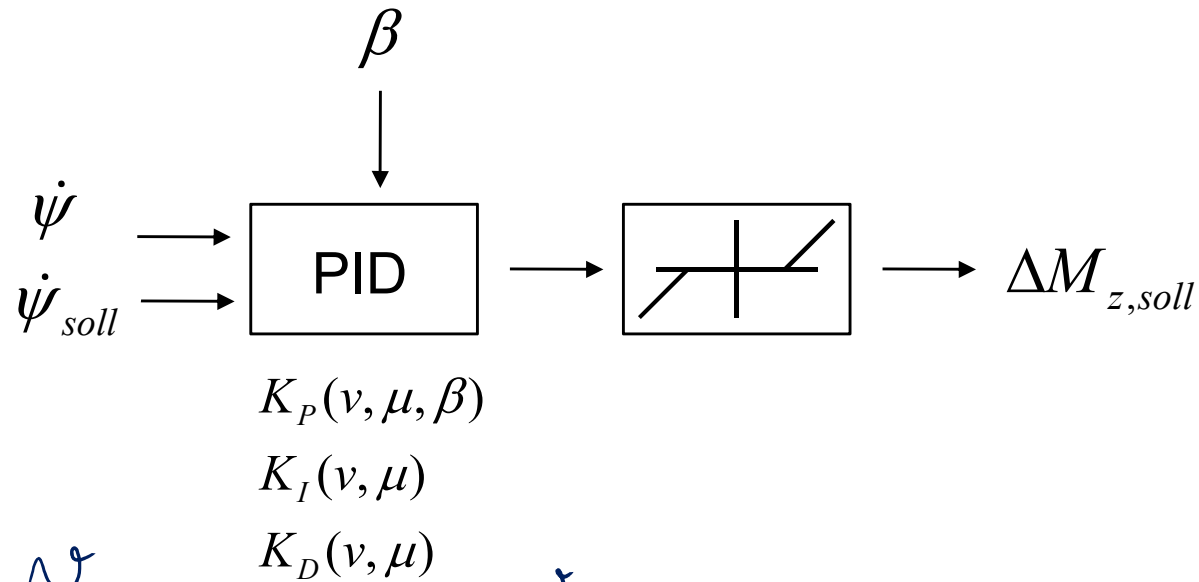 β
ψ̇
ψ̇_soll
PID
ΔM_z,soll
K_P(v, μ, β)
K_I(v, μ)
K_D(v, μ)